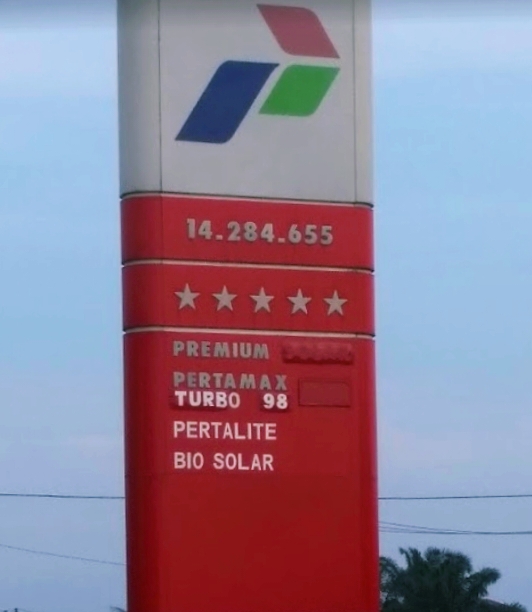 14.284.655
PREMIUM
PERTAMAX
TURBO 98
PERTALITE
BIO SOLAR